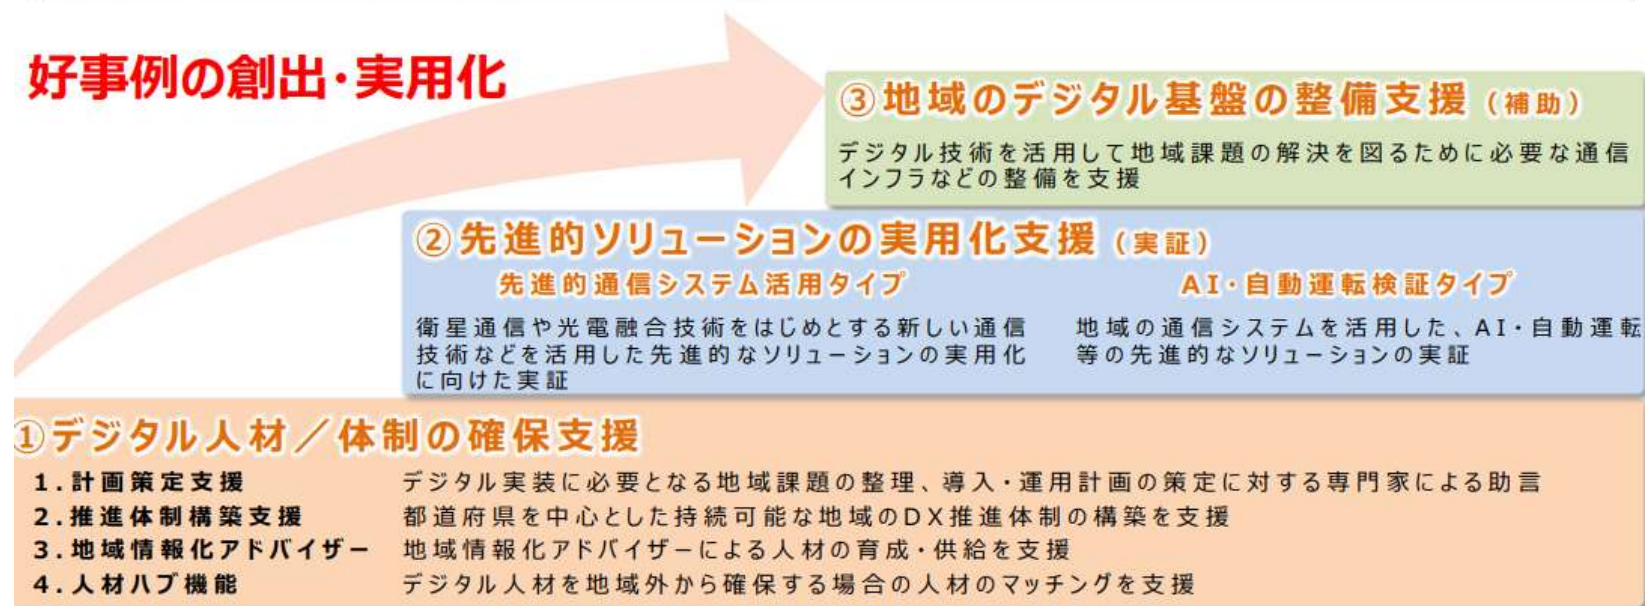 好事例の創出・実用化
③地域のデジタル基盤の整備支援（補助）
デジタル技術を活用して地域課題の解決を図るために必要な通信
インフラなどの整備を支援
②先進的ソリューションの実用化支援（実証）
先進的通信システム活用タイプ
衛星通信や光電融合技術をはじめとする新しい通信
技術などを活用した先進的なソリューションの実用化
に向けた実証
AI・自動運転検証タイプ
地域の通信システムを活用した、AI・自動運転
等の先進的なソリューションの実証
①デジタル人材／体制の確保支援
1.計画策定支援 デジタル実装に必要となる地域課題の整理、導入・運用計画の策定に対する専門家による助言
2.推進体制構築支援 都道府県を中心とした持続可能な地域のDX推進体制の構築を支援
3.地域情報化アドバイザー 地域情報化アドバイザーによる人材の育成・供給を支援
4.人材ハブ機能 デジタル人材を地域外から確保する場合の人材のマッチングを支援